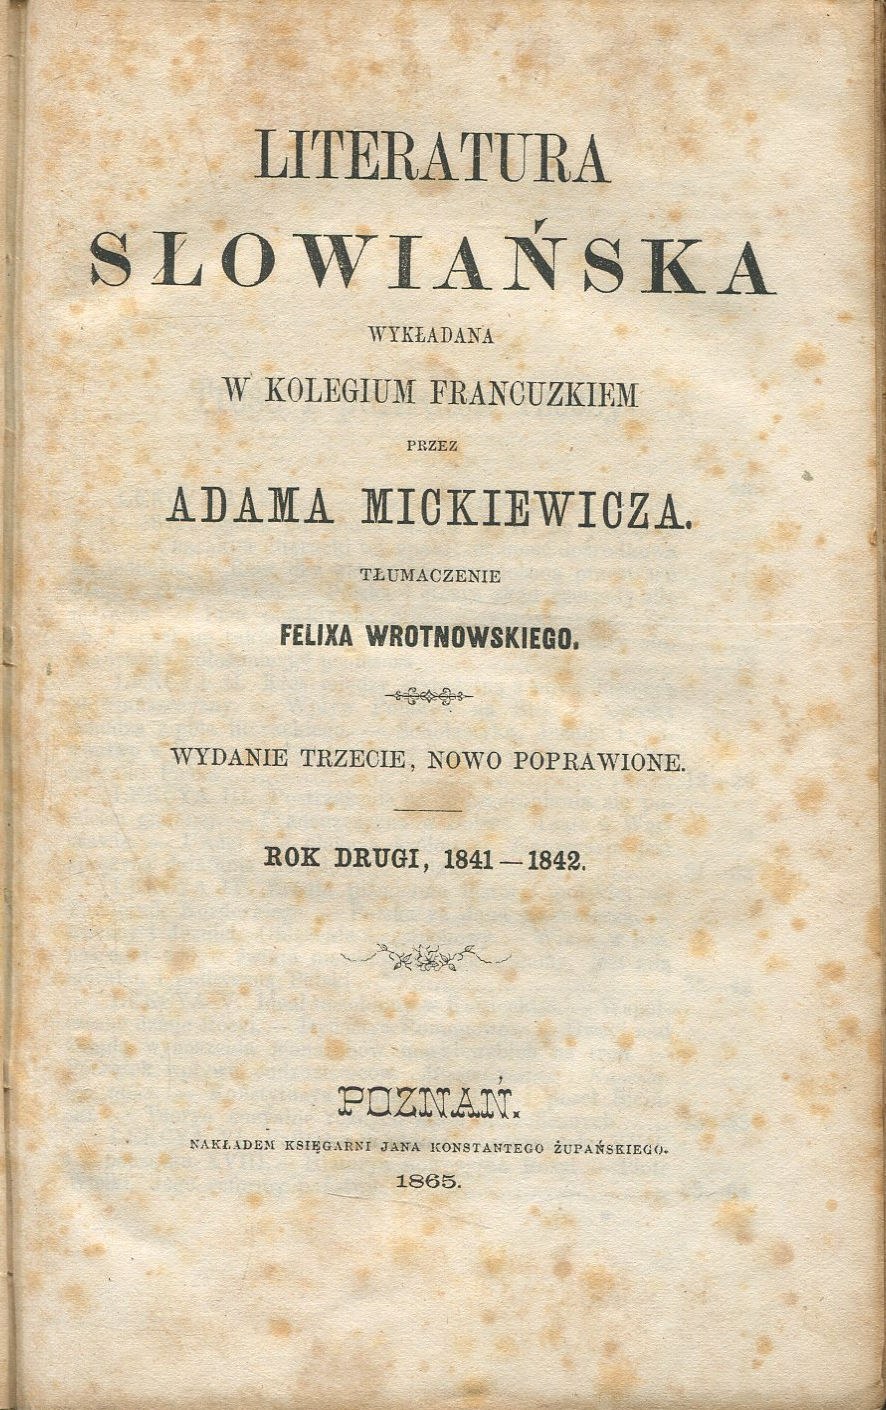 LITERATURA
SŁOWIAŃSKA
WYKŁADANA
W KOLEGIUM FRANCUZKIEM
PRZEZ
ADAMA MICKIEWICZA.
TŁUMACZENIE
FELIXA WROTNOWSKIEGO.
WYDANIE TRZECIE, NOWO POPRAWIONE.
ROK DRUGI, 1841—1842.
POZNAŃ.
NAKŁADEM KSIĘGARNI JANA KONSTANTEGO ŻUPAŃSKIEGO.
1865.